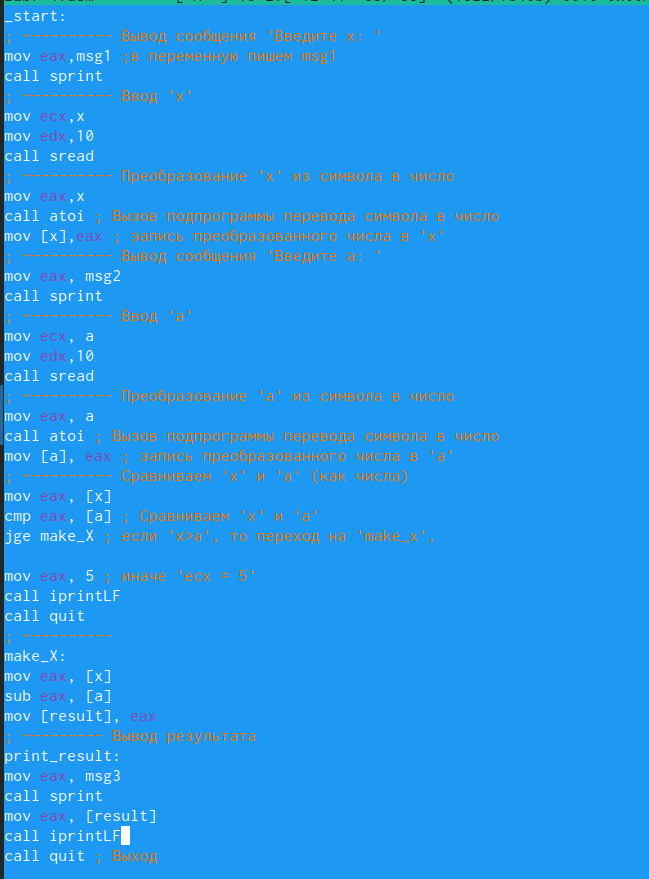 _start:
; ---------- Вывод сообщения 'Введите x: '
mov eax,msg1 ;в переменную пишем msg1
call sprint
; ---------- Ввод 'x'
mov ecx,x
mov edx,10
call sread
; ---------- Преобразование 'x' из символа в число
mov eax,x
call atoi ; Вызов подпрограммы перевода символа в число
mov [x],eax ; запись преобразованного числа в 'x'
; ---------- Вывод сообщения 'Введите a: '
mov eax, msg2
call sprint
; ---------- Ввод 'a'
mov ecx, a
mov edx,10
call sread
; ---------- Преобразование 'a' из символа в число
mov eax, a
call atoi ; Вызов подпрограммы перевода символа в число
mov [a], eax ; запись преобразованного числа в 'a'
; ---------- Сравниваем 'x' и 'a' (как числа)
mov eax, [x]
cmp eax, [a] ; Сравниваем 'x' и 'a'
jge make_X ; если 'x>a', то переход на 'make_x',
mov eax, 5 ; иначе 'ecx = 5'
call iprintLF
call quit
; ----------
make_X:
mov eax, [x]
sub eax, [a]
mov [result], eax
; --------- Вывод результата
print_result:
mov eax, msg3
call sprint
mov eax, [result]
call iprintLF
call quit ; Выход